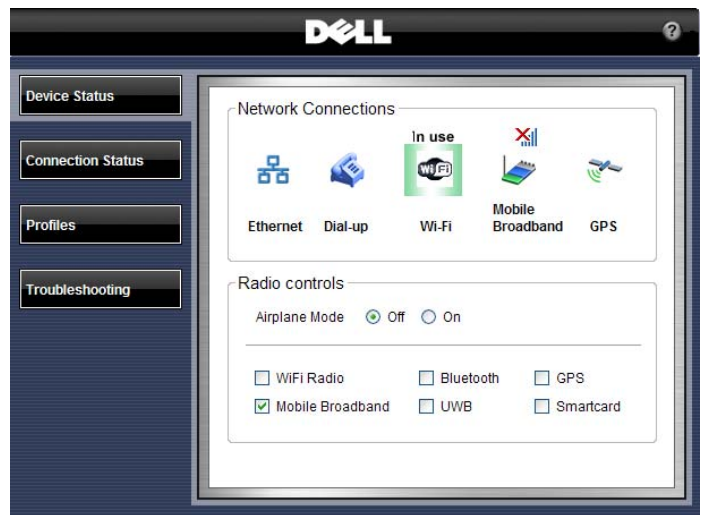 DELL
?
Device Status
Connection Status
Profiles
Troubleshooting
Network Connections
In use
WiFi
Ethernet
Dial-up
Wi-Fi
Mobile
Broadband
GPS
Radio controls
Airplane Mode Off On
WiFi Radio Bluetooth GPS
Mobile Broadband UWB Smartcard